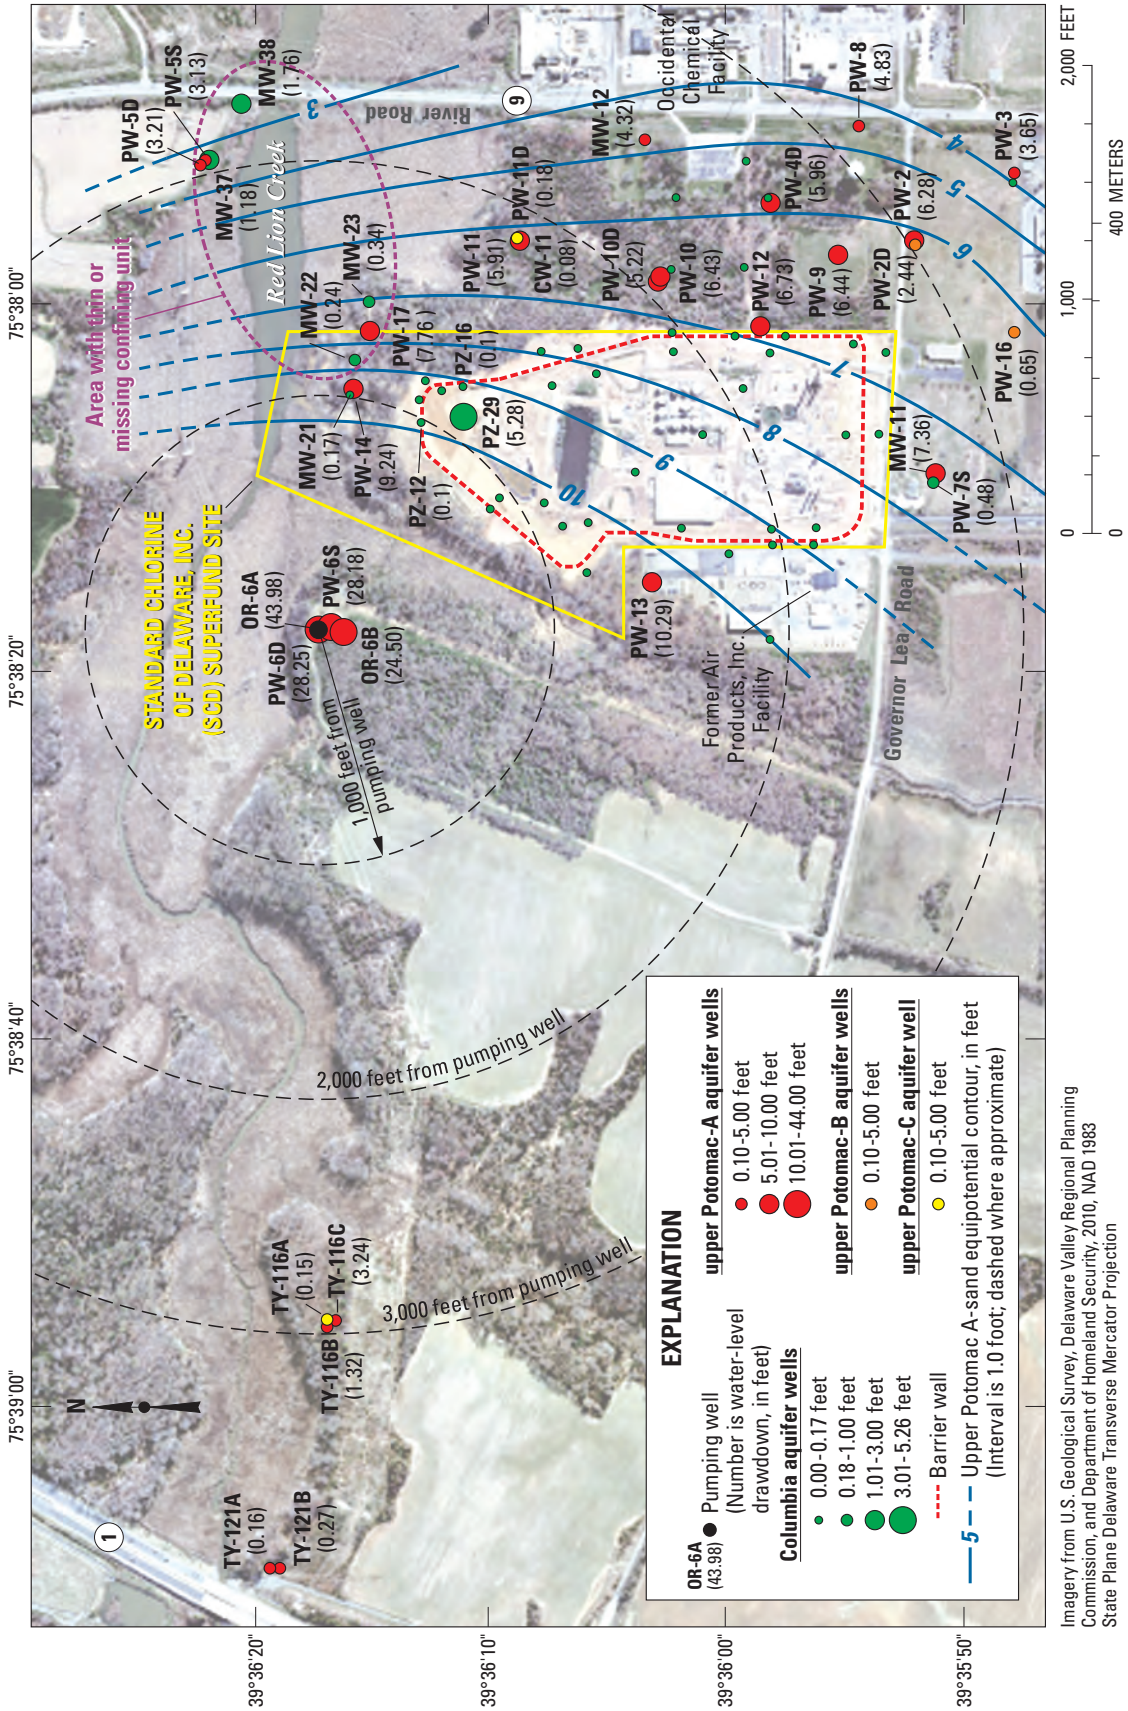 75°39'00"
75°38'40"
75°38'20"
75°38'00"
39°36'20"
39°36'10"
39°36'00"
39°35'50"
1
N
TY-121A
(0.16)
TY-121B
(0.27)
TY-116A
(0.15)
TY-116C
(3.24)
TY-116B
(1.32)
3,000 feet from pumping well
2,000 feet from pumping well
1,000 feet from
pumping well
STANDARD CHLORINE
OF DELAWARE, INC.
(SCD) SUPERFUND SITE
Area with thin or
missing confining unit
PW-6D
(28.25)
OR-6A
(43.98)
PW-6S
(28.18)
OR-6B
(24.50)
MW-21
(0.17)
PW-14
(9.24)
MW-22
(0.24)
MW-23
(0.34)
PW-17
(7.76)
PZ-16
(0.1)
PZ-12
(0.1)
PZ-29
(5.28)
PW-5D
(3.21)
PW-5S
(3.13)
MW-37
(1.18)
MW-38
(1.76)
Red Lion Creek
River Road
9
3
PW-11
(5.91)
PW-11D
(0.18)
CW-11
(0.08)
PW-10D
(5.22)
PW-10
(6.43)
MW-12
(4.32)
Occidental
Chemical
Facility
PW-12
(6.73)
PW-4D
(5.96)
PW-8
(4.83)
PW-9
(6.44)
PW-2D
(2.44)
PW-2
(6.28)
PW-3
(3.65)
PW-16
(0.65)
MW-11
(7.36)
PW-7S
(0.48)
PW-13
(10.29)
Former Air
Products, Inc.
Facility
Governor Lea Road
4
5
6
7
8
9
10
EXPLANATION
OR-6A
(43.98)
Pumping well
(Number is water-level
drawdown, in feet)
Columbia aquifer wells
0.00-0.17 feet
0.18-1.00 feet
1.01-3.00 feet
3.01-5.26 feet
Barrier wall
5
Upper Potomac A-sand equipotential contour, in feet
(Interval is 1.0 foot; dashed where approximate)
upper Potomac-A aquifer wells
0.10-5.00 feet
5.01-10.00 feet
10.01-44.00 feet
upper Potomac-B aquifer wells
0.10-5.00 feet
upper Potomac-C aquifer well
0.10-5.00 feet
Imagery from U.S. Geological Survey, Delaware Valley Regional Planning
Commission, and Department of Homeland Security, 2010, NAD 1983
State Plane Delaware Transverse Mercator Projection
0
1,000
2,000 FEET
0
400 METERS